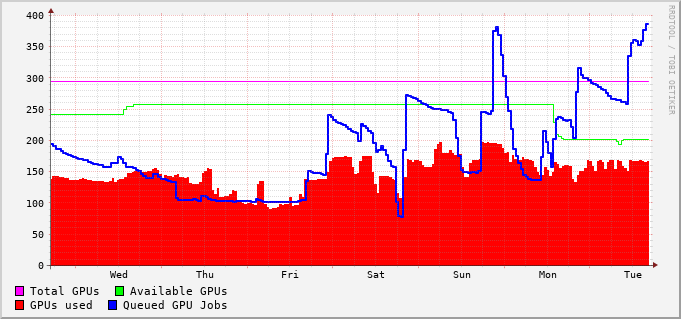 400
350
300
250
200
150
100
50
0
Wed Thu Fri Sat Sun Mon Tue
Total GPUs Available GPUs
GPUs used Queued GPU Jobs
RRDTOOL / TOBI OETIKER